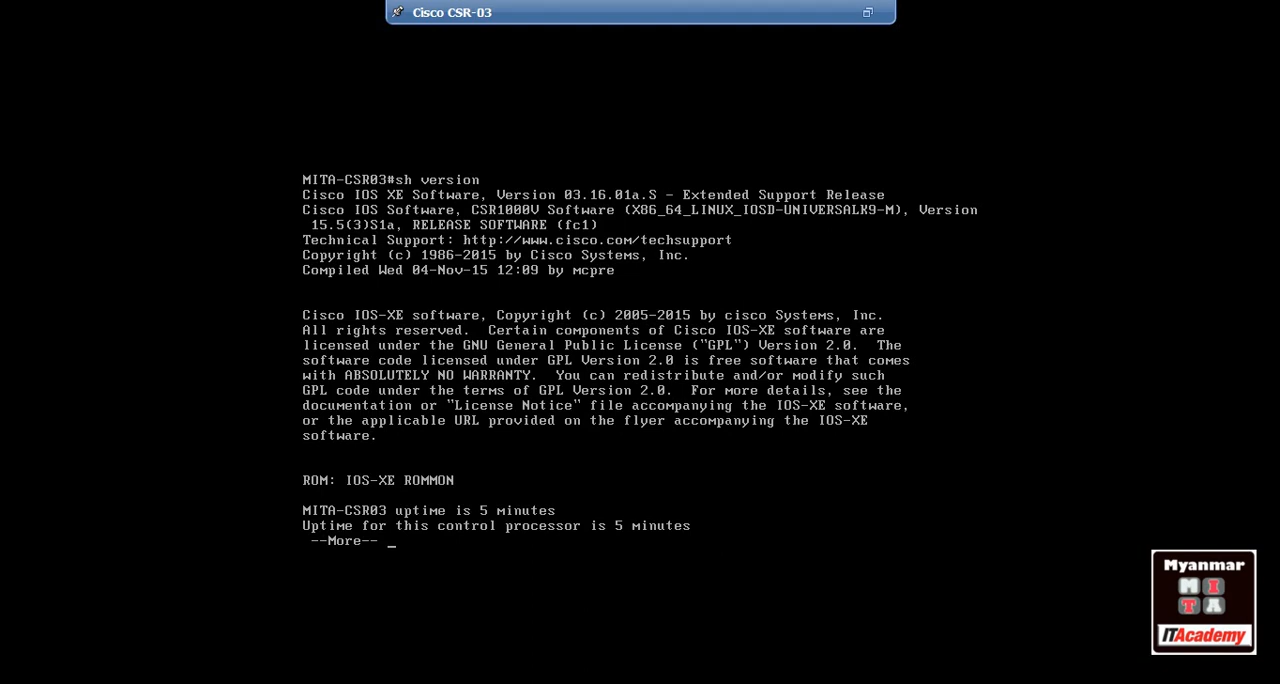 Cisco CSR-03
MITA-CSR03#sh version
Cisco IOS XE Software, Version 03.16.01a.S - Extended Support Release
Cisco IOS Software, CSR1000V Software (X86_64_LINUX_IOSD-UNIVERSALK9-M), Version
 15.5(3)S1a, RELEASE SOFTWARE (fc1)
Technical Support: http://www.cisco.com/techsupport
Copyright (c) 1986-2015 by Cisco Systems, Inc.
Compiled Wed 04-Nov-15 12:09 by mcpre
Cisco IOS-XE software, Copyright (c) 2005-2015 by cisco Systems, Inc.
All rights reserved.  Certain components of Cisco IOS-XE software are
licensed under the GNU General Public License ("GPL") Version 2.0.  The
software code licensed under GPL Version 2.0 is free software that comes
with ABSOLUTELY NO WARRANTY.  You can redistribute and/or modify such
GPL code under the terms of GPL Version 2.0.  For more details, see the
documentation or "License Notice" file accompanying the IOS-XE software,
or the applicable URL provided on the flyer accompanying the IOS-XE
software.
ROM: IOS-XE ROMMON
MITA-CSR03 uptime is 5 minutes
Uptime for this control processor is 5 minutes
 --More-- _
Myanmar
M I
T A
ITAcademy